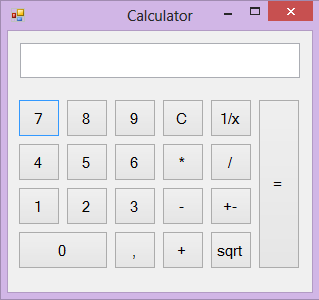 Calculator
7 8 9 C 1/x
4 5 6 * / =
1 2 3 - +-
0 , + sqrt